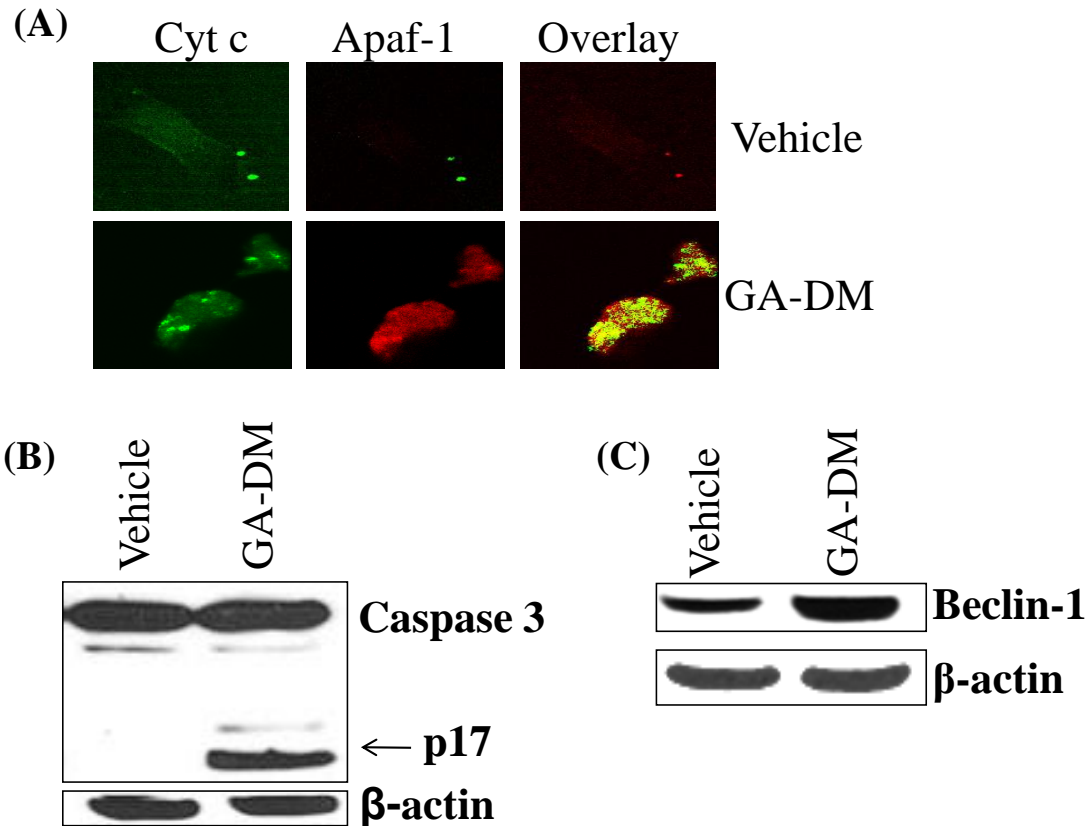 (A)
Cyt c Apaf-1 Overlay
Vehicle
GA-DM
(B)
Vehicle
GA-DM
Caspase 3
p17
β-actin
(C)
Vehicle
GA-DM
Beclin-1
β-actin